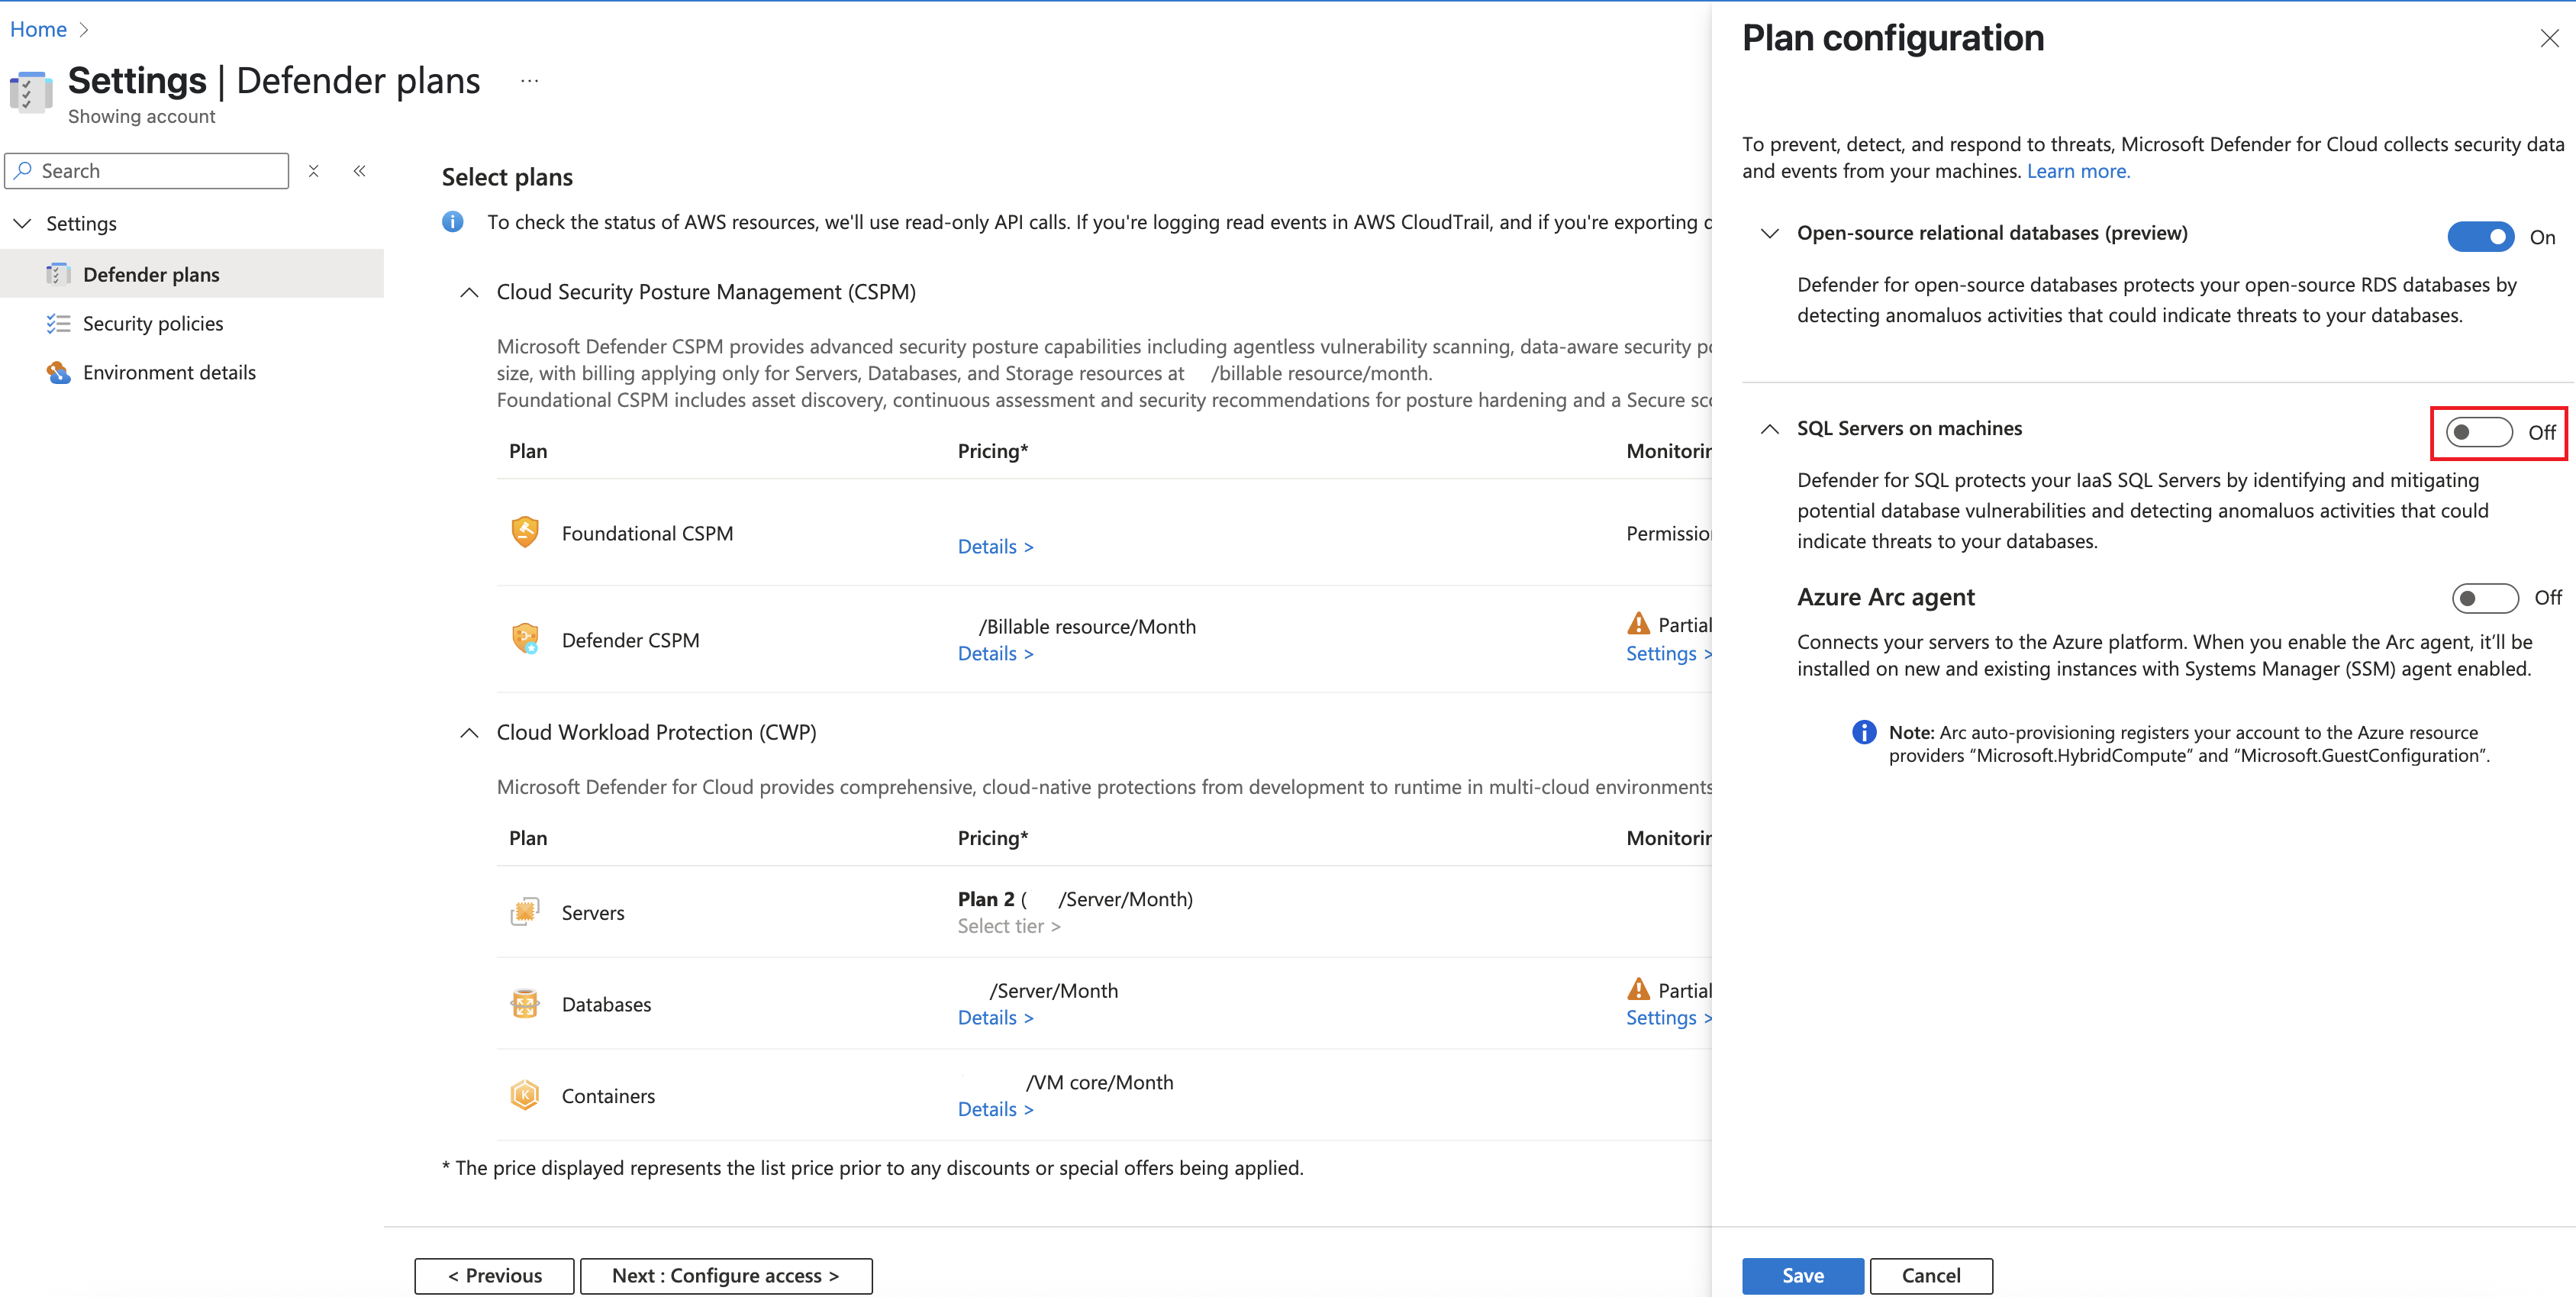 Home
Settings | Defender plans ...
Showing account
Search
Settings
Defender plans
Security policies
Environment details
Select plans
To check the status of AWS resources, we'll use read-only API calls. If you're logging read events in AWS CloudTrail, and if you're exporting
Cloud Security Posture Management (CSPM)
Microsoft Defender CSPM provides advanced security posture capabilities including agentless vulnerability scanning, data-aware security
size, with billing applying only for Servers, Databases, and Storage resources at /billable resource/month.
Foundational CSPM includes asset discovery, continuous assessment and security recommendations for posture hardening and a Secure
Plan Pricing* Monitorin
Foundational CSPM
Details >
Permission
Defender CSPM
/Billable resource/Month
Details >
Partial
Settings >
Cloud Workload Protection (CWP)
Microsoft Defender for Cloud provides comprehensive, cloud-native protections from development to runtime in multi-cloud environments
Plan Pricing* Monitorin
Servers
Plan 2 ( /Server/Month)
Select tier >
Databases
/Server/Month
Details >
Partial
Settings >
Containers
/VM core/Month
Details >
* The price displayed represents the list price prior to any discounts or special offers being applied.
< Previous
Next : Configure access >
Plan configuration
To prevent, detect, and respond to threats, Microsoft Defender for Cloud collects security data
and events from your machines. Learn more.
Open-source relational databases (preview)
On
Defender for open-source databases protects your open-source RDS databases by
detecting anomaluos activities that could indicate threats to your databases.
SQL Servers on machines
Off
Defender for SQL protects your IaaS SQL Servers by identifying and mitigating
potential database vulnerabilities and detecting anomaluos activities that could
indicate threats to your databases.
Azure Arc agent
Off
Connects your servers to the Azure platform. When you enable the Arc agent, it’ll be
installed on new and existing instances with Systems Manager (SSM) agent enabled.
Note: Arc auto-provisioning registers your account to the Azure resource
providers “Microsoft.HybridCompute” and “Microsoft.GuestConfiguration”.
Save
Cancel